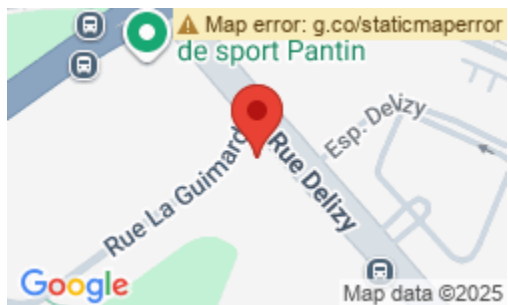 Map error: g.co/staticmaperror
de sport Pantin
Esp. Delizy
Rue Delizy
Rue La Guimard
Google
Map data ©2025